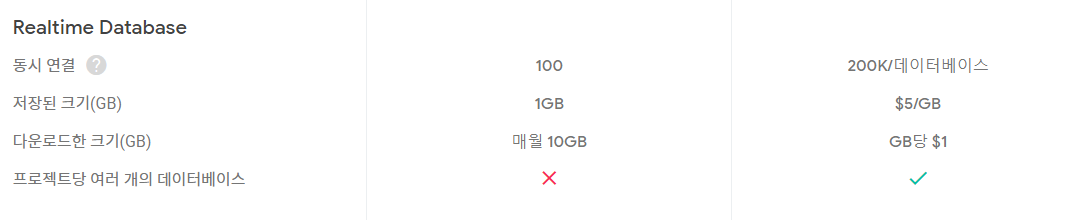 Realtime Database
동시 연결 ? 100 200K/데이터베이스
저장된 크기(GB) 1GB $5/GB
다운로드한 크기(GB) 매월 10GB GB당 $1
프로젝트당 여러 개의 데이터베이스